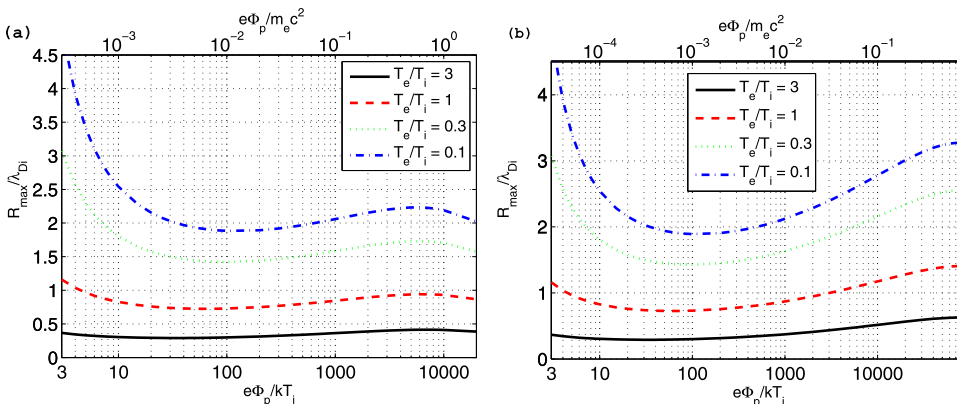 (a)
eΦp/mec²
10⁻³ 10⁻² 10⁻¹ 10⁰
4.5
4
3.5
3
2.5
2
1.5
1
0.5
0
Rmax/λDi
Te/Ti = 3
Te/Ti = 1
Te/Ti = 0.3
Te/Ti = 0.1
3 10 100 1000 10000
eΦp/kTi
(b)
eΦp/mec²
10⁻⁴ 10⁻³ 10⁻² 10⁻¹
4
3
2
1
0
Rmax/λDi
Te/Ti = 3
Te/Ti = 1
Te/Ti = 0.3
Te/Ti = 0.1
3 10 100 1000 10000
eΦp/kTi